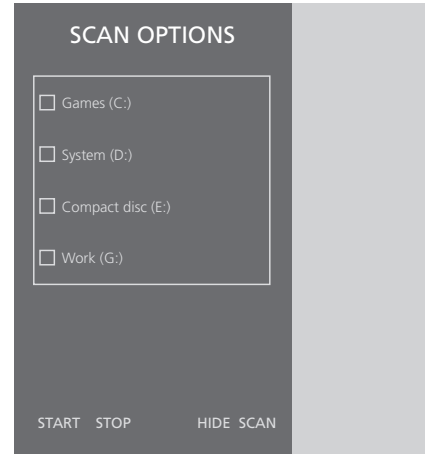 SCAN OPTIONS
Games (C:)
System (D:)
Compact disc (E:)
Work (G:)
START STOP HIDE SCAN